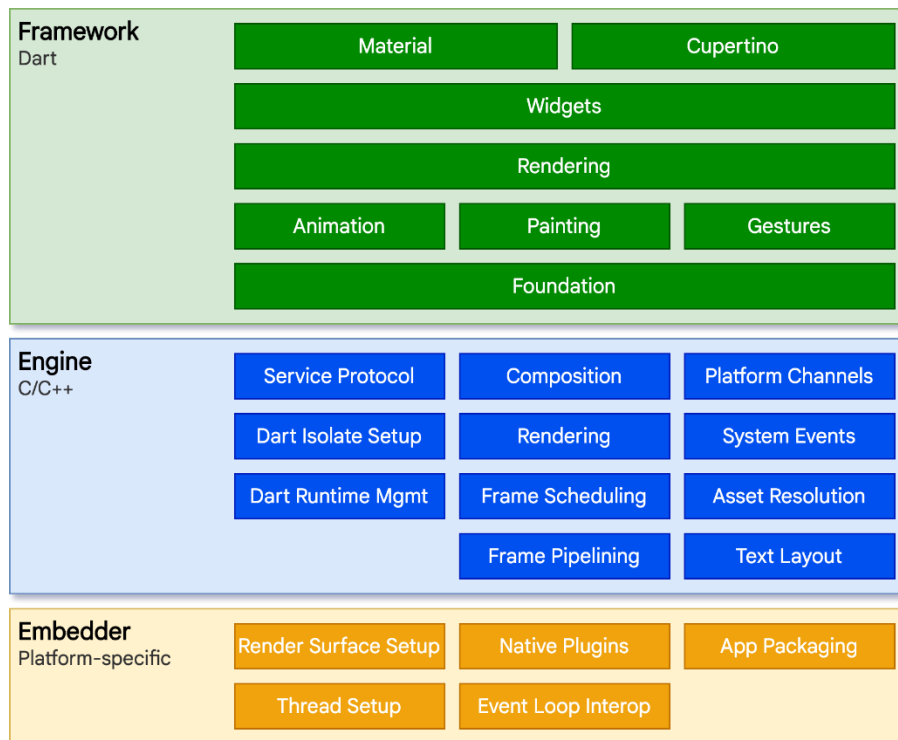 Framework
Dart
Material
Cupertino
Widgets
Rendering
Animation
Painting
Gestures
Foundation
Engine
C/C++
Service Protocol
Composition
Platform Channels
Dart Isolate Setup
Rendering
System Events
Dart Runtime Mgmt
Frame Scheduling
Asset Resolution
Frame Pipelining
Text Layout
Embedder
Platform-specific
Render Surface Setup
Native Plugins
App Packaging
Thread Setup
Event Loop Interop